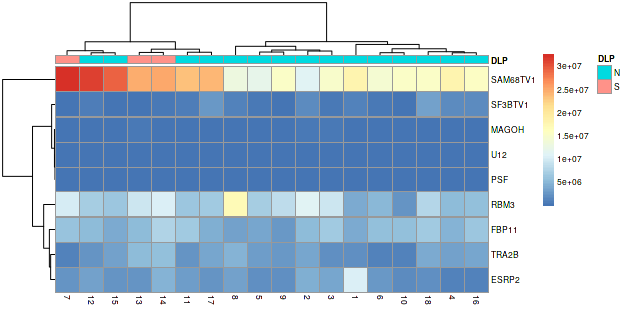 DLP
SAM68TV1
SF3BTV1
MAGOH
U12
PSF
RBM3
FBP11
TRA2B
ESRP2
7 12 15 13 14 11 17 8 5 9 2 3 1 6 10 18 4 16
3e+07
2.5e+07
2e+07
1.5e+07
1e+07
5e+06
DLP
N
S